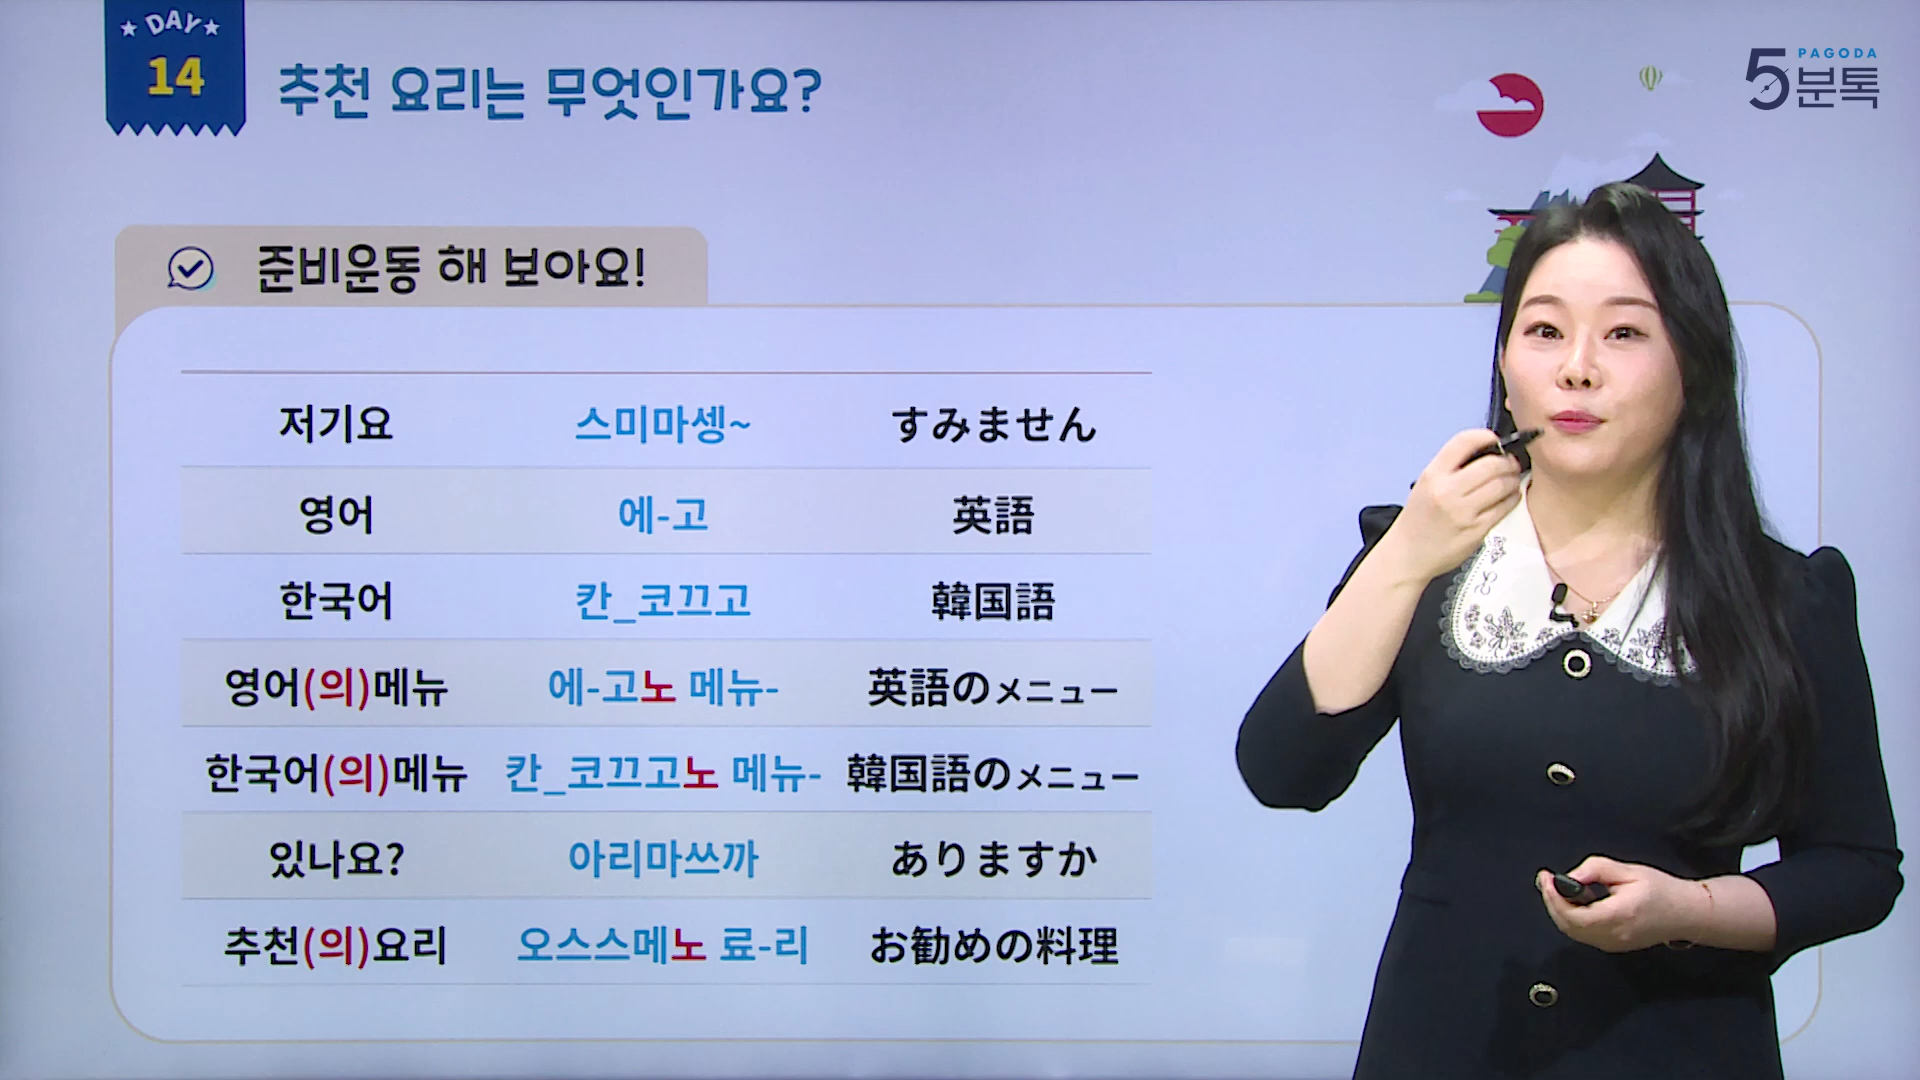 DAY
14
추천 요리는 무엇인가요?
PAGODA
5분톡
준비운동 해 보아요!
저기요 스미마셍~ すみません
영어 에-고 英語
한국어 칸_코끄고 韓国語
영어(의)메뉴 에-고노 메뉴- 英語のメニュー
한국어(의)메뉴 칸_코끄고노 메뉴- 韓国語のメニュー
있나요? 아리마쓰까 ありますか
추천(의)요리 오스스메노 료-리 お勧めの料理